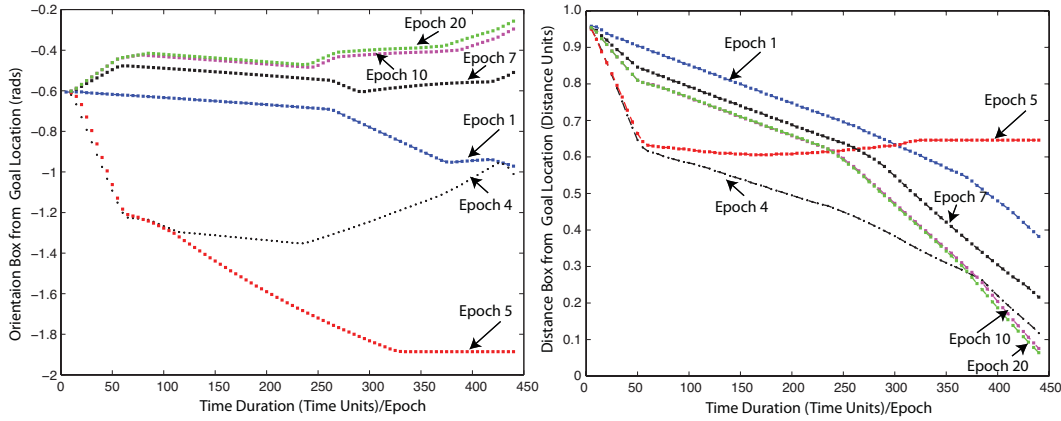 -0.2
-0.4
-0.6
-0.8
-1
-1.2
-1.4
-1.6
-1.8
-2
Orientaion Box from Goal Location (rads)
Epoch 20
Epoch 7
Epoch 10
Epoch 1
Epoch 4
Epoch 5
0 50 100 150 200 250 300 350 400 450
Time Duration (Time Units)/Epoch
1.0
0.9
0.8
0.7
0.6
0.5
0.4
0.3
0.2
0.1
0.0
Distance Box from Goal Location (Distance Units)
Epoch 1
Epoch 5
Epoch 4
Epoch 7
Epoch 10
Epoch 20
0 50 100 150 200 250 300 350 400 450
Time Duration (Time Units)/Epoch